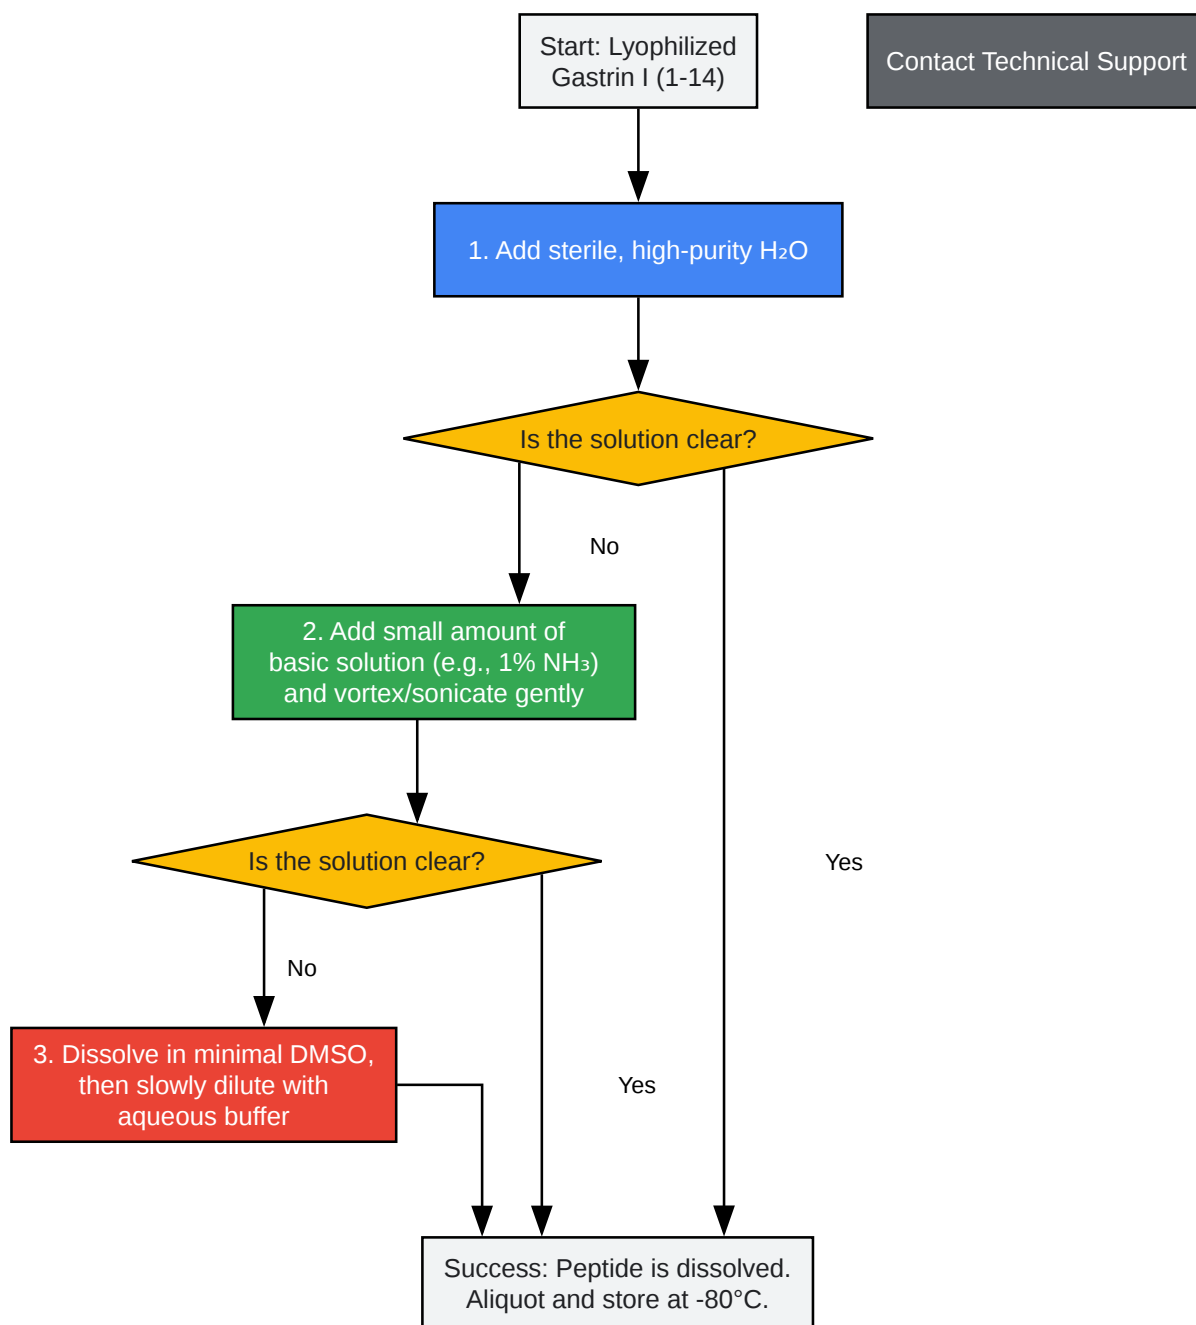 Start: Lyophilized
Gastrin I (1-14)
Contact Technical Support
1. Add sterile, high-purity H₂O
Is the solution clear?
No
2. Add small amount of
basic solution (e.g., 1% NH₃)
and vortex/sonicate gently
Is the solution clear?
Yes
No
3. Dissolve in minimal DMSO,
then slowly dilute with
aqueous buffer
Yes
Success: Peptide is dissolved.
Aliquot and store at -80°C.